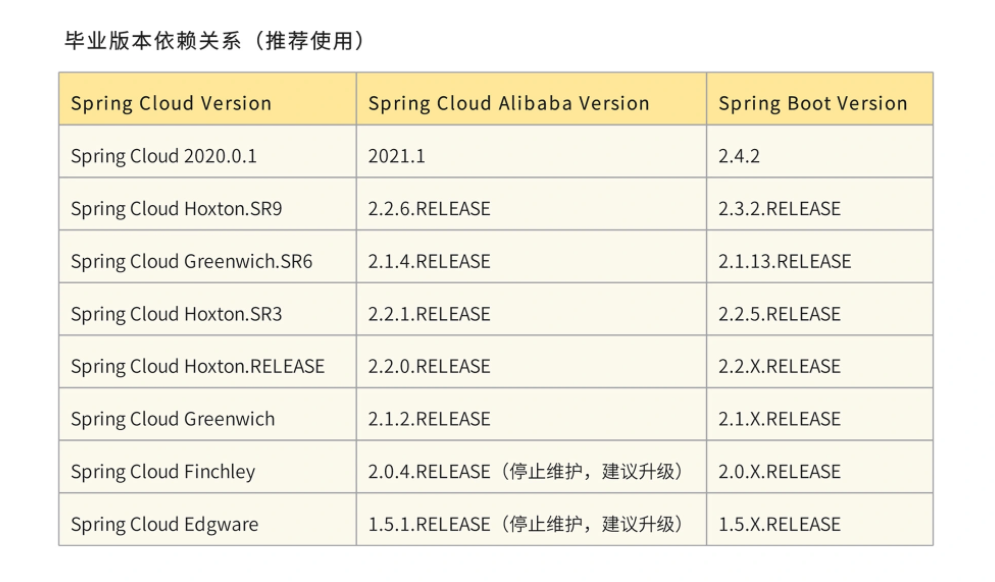 毕业版本依赖关系（推荐使用）
Spring Cloud Version Spring Cloud Alibaba Version Spring Boot Version
Spring Cloud 2020.0.1 2021.1 2.4.2
Spring Cloud Hoxton.SR9 2.2.6.RELEASE 2.3.2.RELEASE
Spring Cloud Greenwich.SR6 2.1.4.RELEASE 2.1.13.RELEASE
Spring Cloud Hoxton.SR3 2.2.1.RELEASE 2.2.5.RELEASE
Spring Cloud Hoxton.RELEASE 2.2.0.RELEASE 2.2.X.RELEASE
Spring Cloud Greenwich 2.1.2.RELEASE 2.1.X.RELEASE
Spring Cloud Finchley 2.0.4.RELEASE（停止维护，建议升级） 2.0.X.RELEASE
Spring Cloud Edgware 1.5.1.RELEASE（停止维护，建议升级） 1.5.X.RELEASE